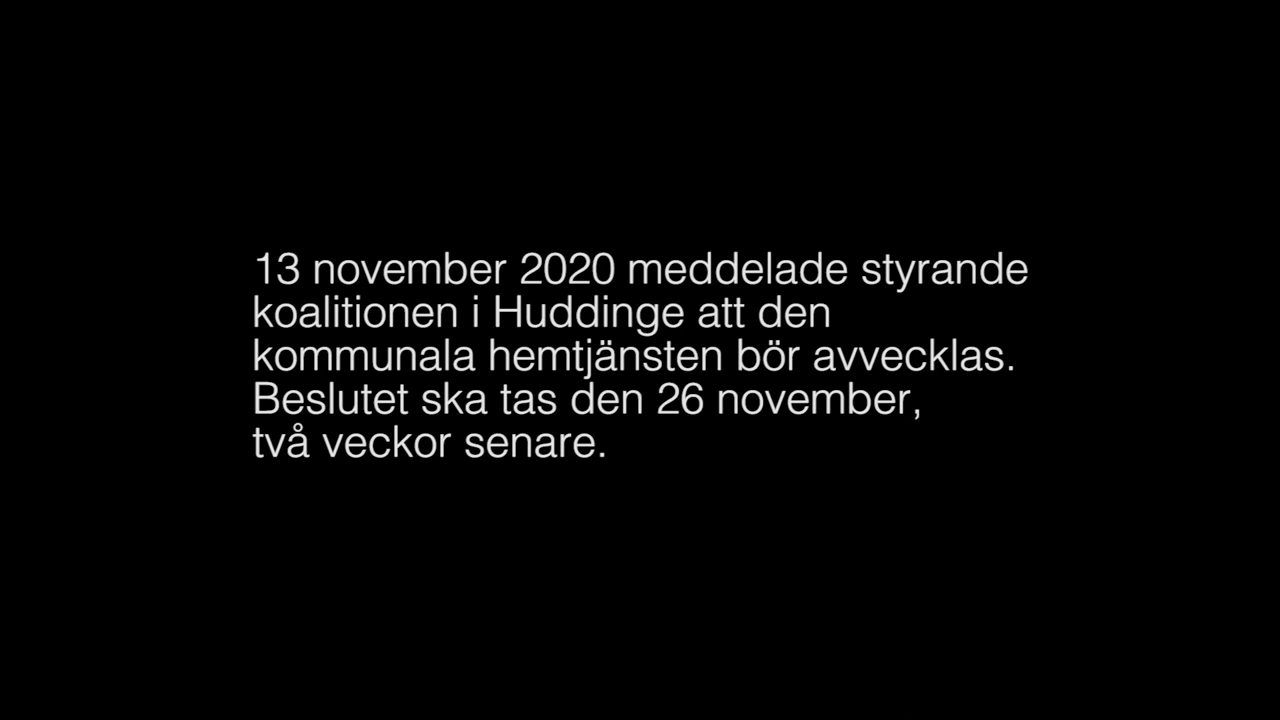 13 november 2020 meddelade styrande
koalitionen i Huddinge att den
kommunala hemtjänsten bör avvecklas.
Beslutet ska tas den 26 november,
två veckor senare.